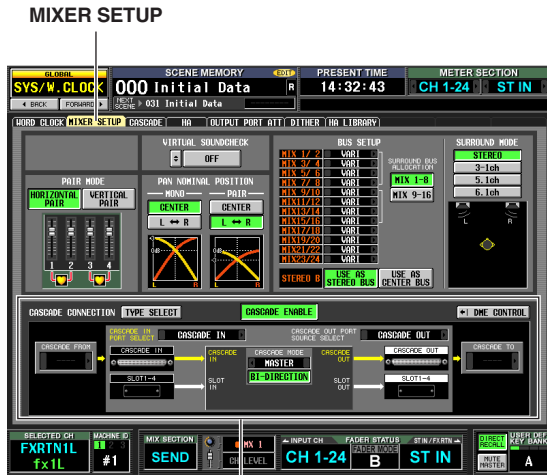 MIXER SETUP
GLOBAL
SYS/W.CLOCK
BACK FORWARD
SCENE MEMORY EDIT
000 Initial Data R
NEXT SCENE 031 Initial Data
PRESENT TIME
14:32:43
METER SECTION
CH 1-24 ST IN
WORD CLOCK MIXER SETUP CASCADE HA OUTPUT PORT ATT DITHER HA LIBRARY
VIRTUAL SOUNDCHECK
OFF
PAIR MODE
HORIZONTAL PAIR VERTICAL PAIR
1 2 3 4
PAN NOMINAL POSITION
MONO PAIR
CENTER CENTER
L ↔ R L ↔ R
BUS SETUP
MIX 1/ 2 VARI
MIX 3/ 4 VARI
MIX 5/ 6 VARI
MIX 7/ 8 VARI
MIX 9/10 VARI
MIX11/12 VARI
MIX13/14 VARI
MIX15/16 VARI
MIX17/18 VARI
MIX19/20 VARI
MIX21/22 VARI
MIX23/24 VARI
SURROUND BUS ALLOCATION
MIX 1-8
MIX 9-16
STEREO B USE AS STEREO BUS USE AS CENTER BUS
SURROUND MODE
STEREO
3-1ch
5.1ch
6.1ch
L R
CASCADE CONNECTION TYPE SELECT CASCADE ENABLE DME CONTROL
CASCADE IN PORT SELECT CASCADE IN
CASCADE OUT PORT SOURCE SELECT CASCADE OUT
CASCADE FROM
CASCADE IN
SLOT1-4
CASCADE IN
SLOT IN
CASCADE MODE
MASTER
BI-DIRECTION
CASCADE OUT
SLOT OUT
CASCADE OUT
SLOT1-4
CASCADE TO
SELECTED CH
FXRTN1L
fx1L
MACHINE ID
1 2 3
#1
MIX SECTION
SEND
MX 1
CH LEVEL
INPUT CH FADER STATUS STIN/FXRTN
CH 1-24 FADER MODE B ST IN
DIRECT RECALL
MUTE MASTER
USER DEF KEY BANK
A